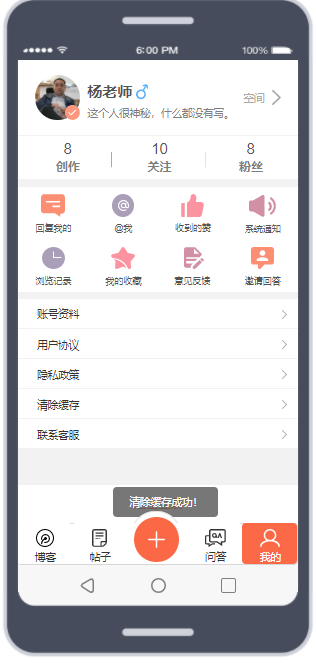 6:00 PM 100%
杨老师
空间
这个人很神秘，什么都没有写。
8 10 8
创作 关注 粉丝
回复我的 @我 收到的赞 系统通知
浏览记录 我的收藏 意见反馈 邀请回答
账号资料
用户协议
隐私政策
清除缓存
联系客服
清除缓存成功！
博客 帖子 问答 我的